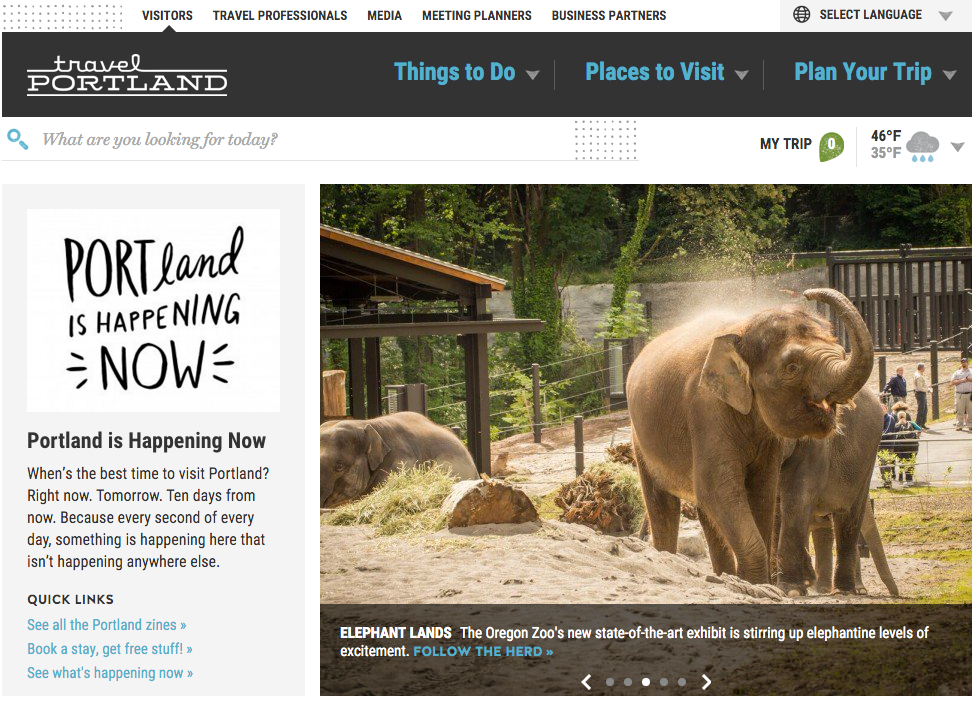 VISITORS TRAVEL PROFESSIONALS MEDIA MEETING PLANNERS BUSINESS PARTNERS SELECT LANGUAGE
travel
PORTLAND
Things to Do Places to Visit Plan Your Trip
What are you looking for today?
MY TRIP 0 46°F
35°F
PORTland
IS HAPPENING
NOW
Portland is Happening Now
When's the best time to visit Portland?
Right now. Tomorrow. Ten days from
now. Because every second of every
day, something is happening here that
isn't happening anywhere else.
QUICK LINKS
See all the Portland zines »
Book a stay, get free stuff! »
See what's happening now »
ELEPHANT LANDS The Oregon Zoo's new state-of-the-art exhibit is stirring up elephantine levels of
excitement. FOLLOW THE HERD »